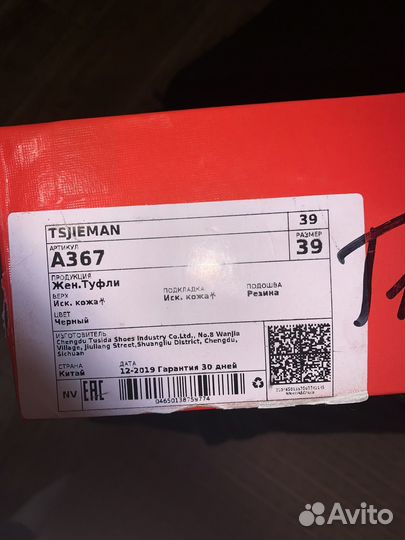 TSJIEMAN
39
АРТИКУЛ
A367
РАЗМЕР
39
ПРОДУКЦИЯ
Жен.Туфли
ВЕРХ
Иск. кожа
ПОДКЛАДКА
Иск. кожа
ПОДОШВА
Резина
ЦВЕТ
Черный
ИЗГОТОВИТЕЛЬ
Chengdu Tusida Shoes Industry Co.Ltd., No.8 Wanjia
Village, Jiuliang Street,Shuangliu District, Chengdu,
Sichuan
СТРАНА
Китай
ДАТА
12-2019 Гарантия 30 дней
NV
EAC
Avito